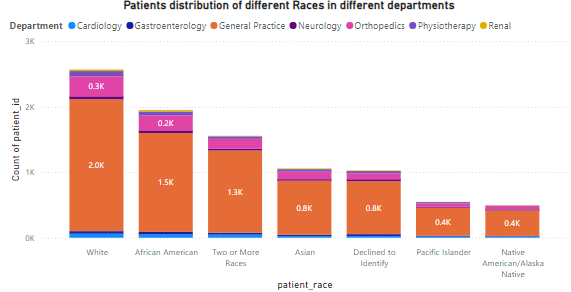 Patients distribution of different Races in different departments
Department Cardiology Gastroenterology General Practice Neurology Orthopedics Physiotherapy Renal
3K
2K
1K
0K
Count of patient_id
0.3K
2.0K
0.2K
1.5K
1.3K
0.8K
0.8K
0.4K
0.4K
White
African American
Two or More
Races
Asian
Declined to
Identify
Pacific Islander
Native
American/Alaska
Native
patient_race